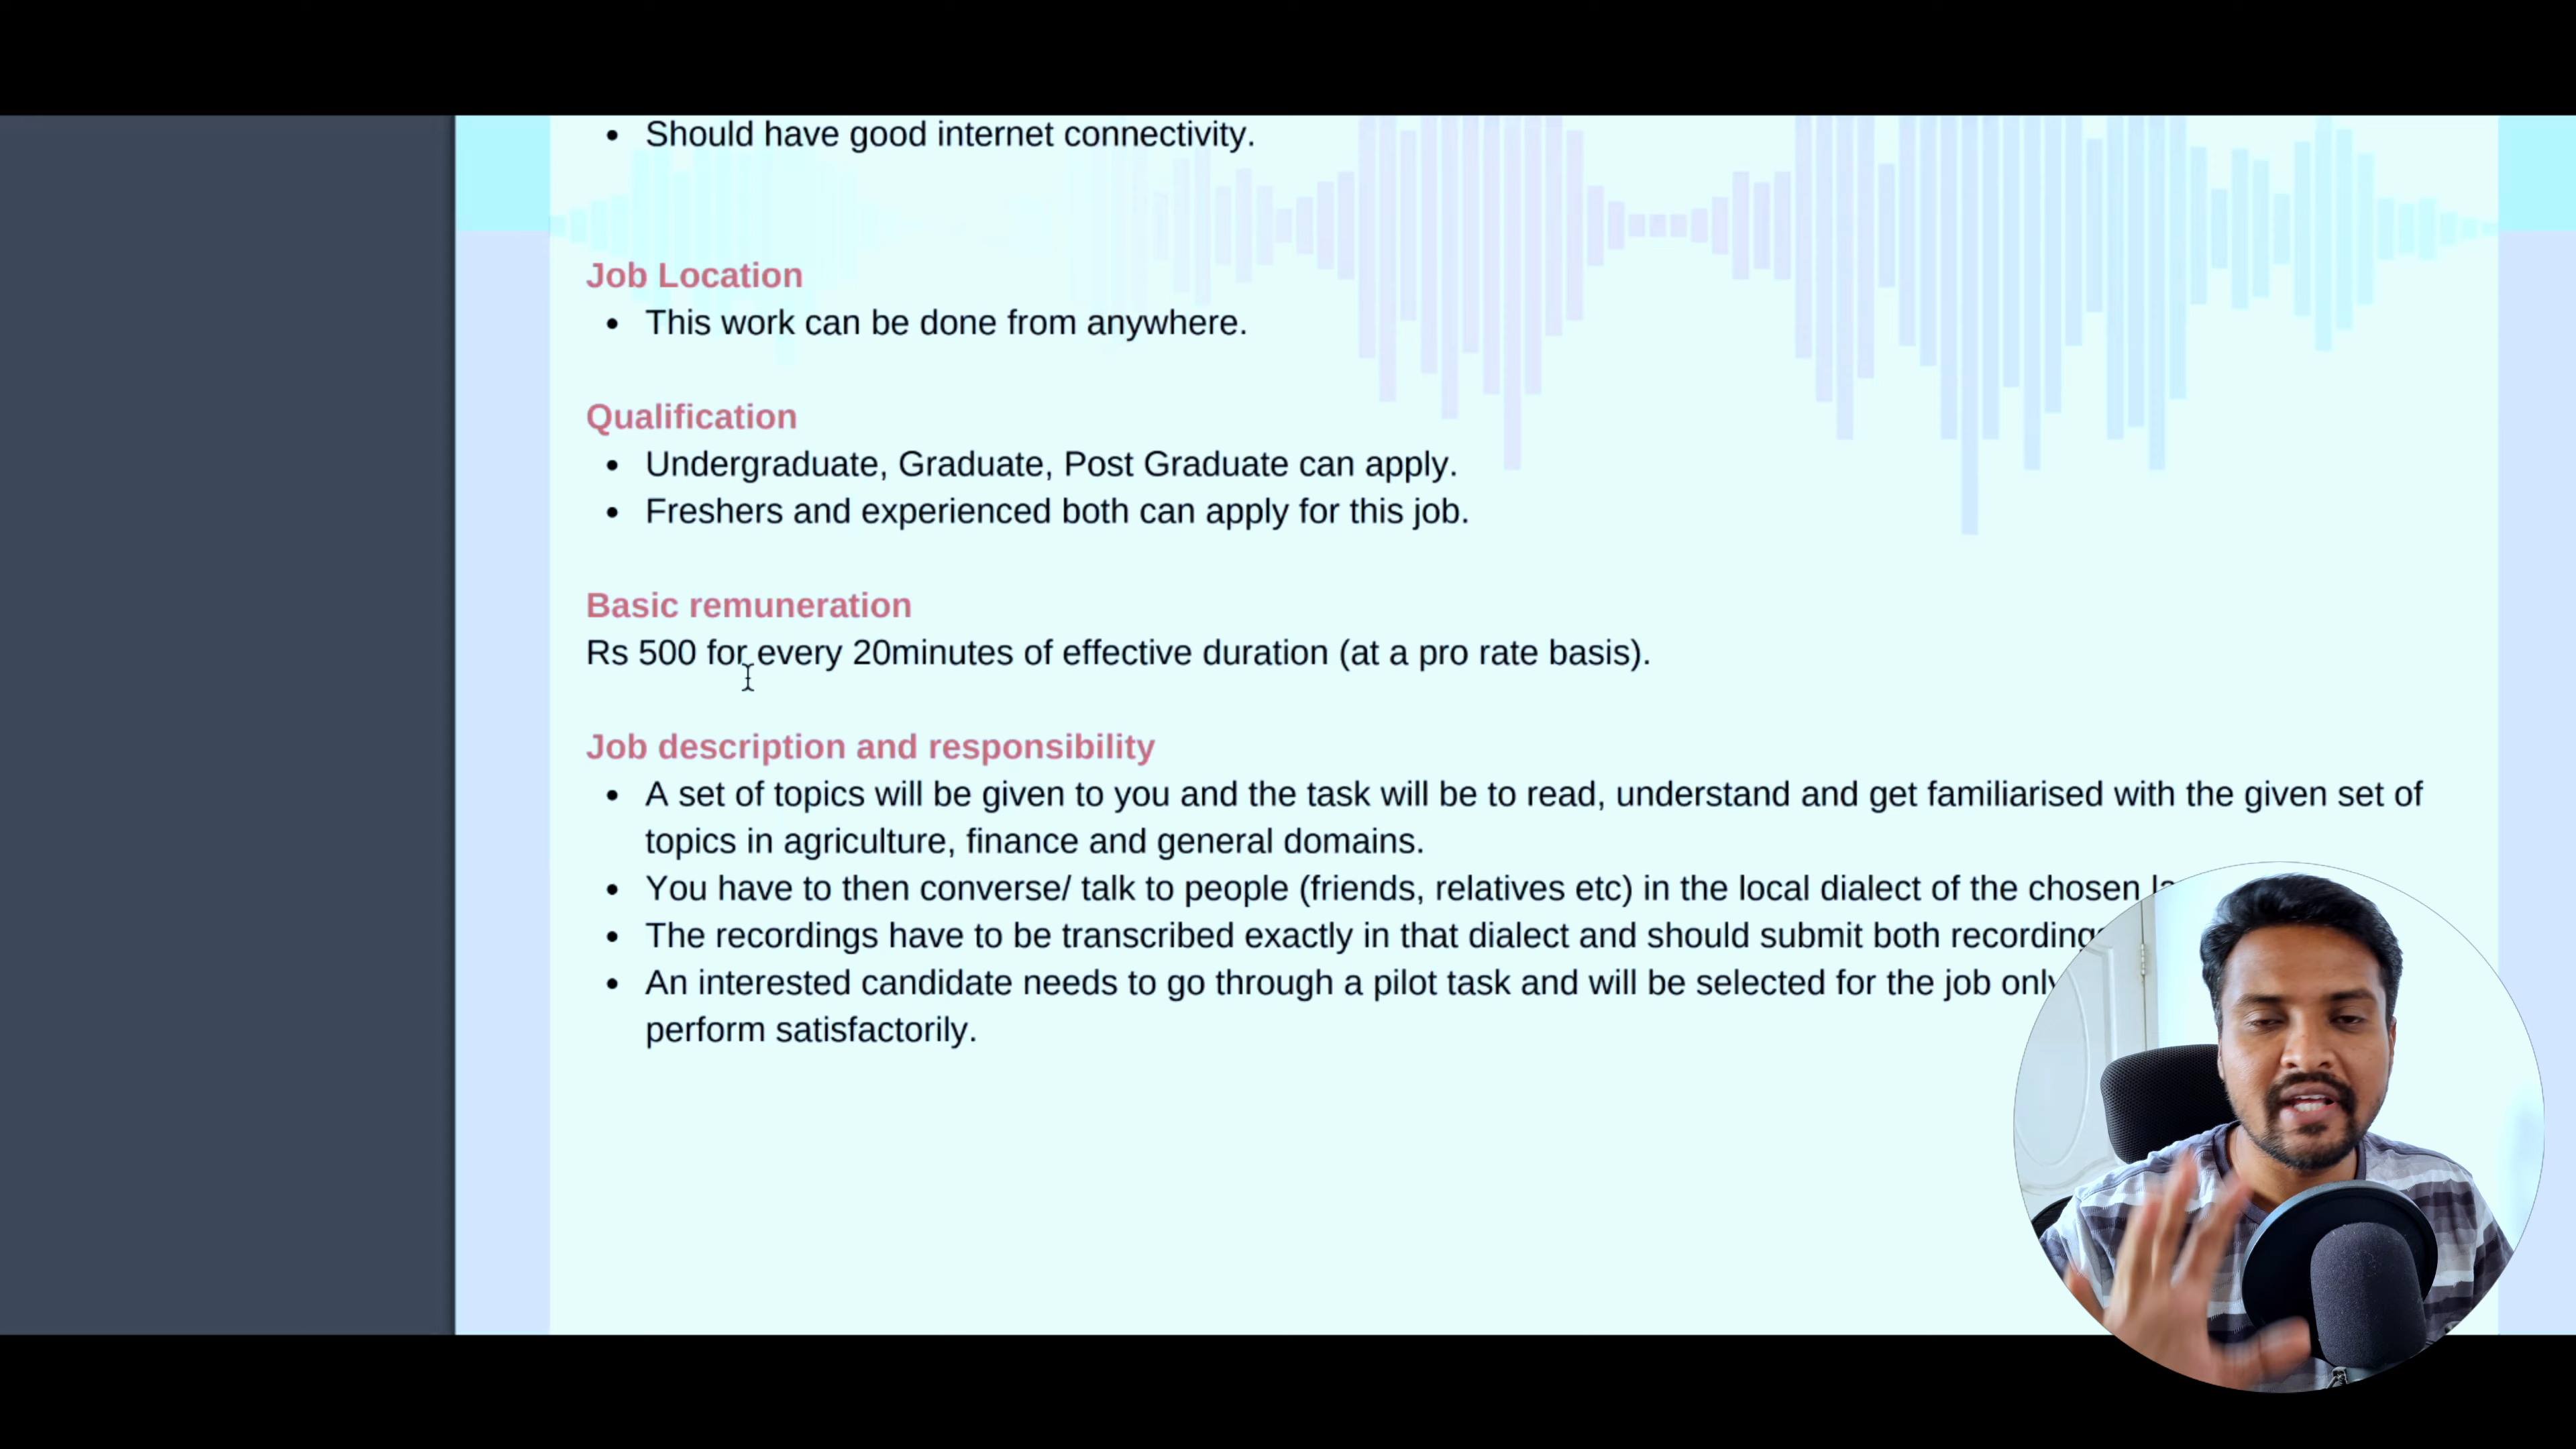 Should have good internet connectivity.
Job Location
This work can be done from anywhere.
Qualification
Undergraduate, Graduate, Post Graduate can apply.
Freshers and experienced both can apply for this job.
Basic remuneration
Rs 500 for every 20minutes of effective duration (at a pro rate basis).
Job description and responsibility
A set of topics will be given to you and the task will be to read, understand and get familiarised with the given set of
topics in agriculture, finance and general domains.
You have to then converse/ talk to people (friends, relatives etc) in the local dialect of the chosen
The recordings have to be transcribed exactly in that dialect and should submit both
An interested candidate needs to go through a pilot task and will be selected for the job only
perform satisfactorily.